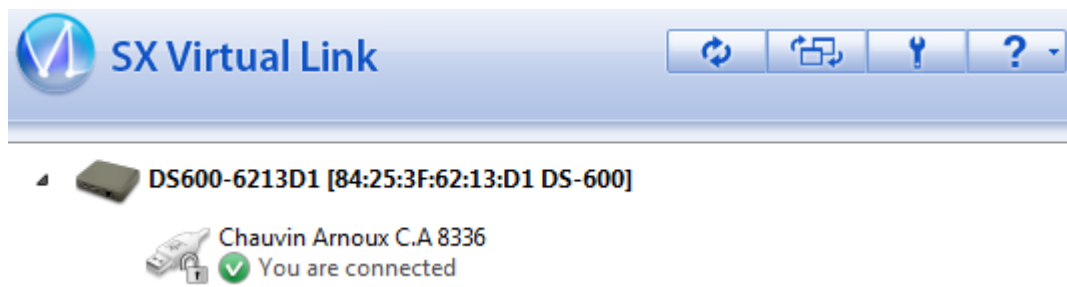 SX Virtual Link
?
DS600-6213D1 [84:25:3F:62:13:D1 DS-600]
Chauvin Arnoux C.A 8336
You are connected